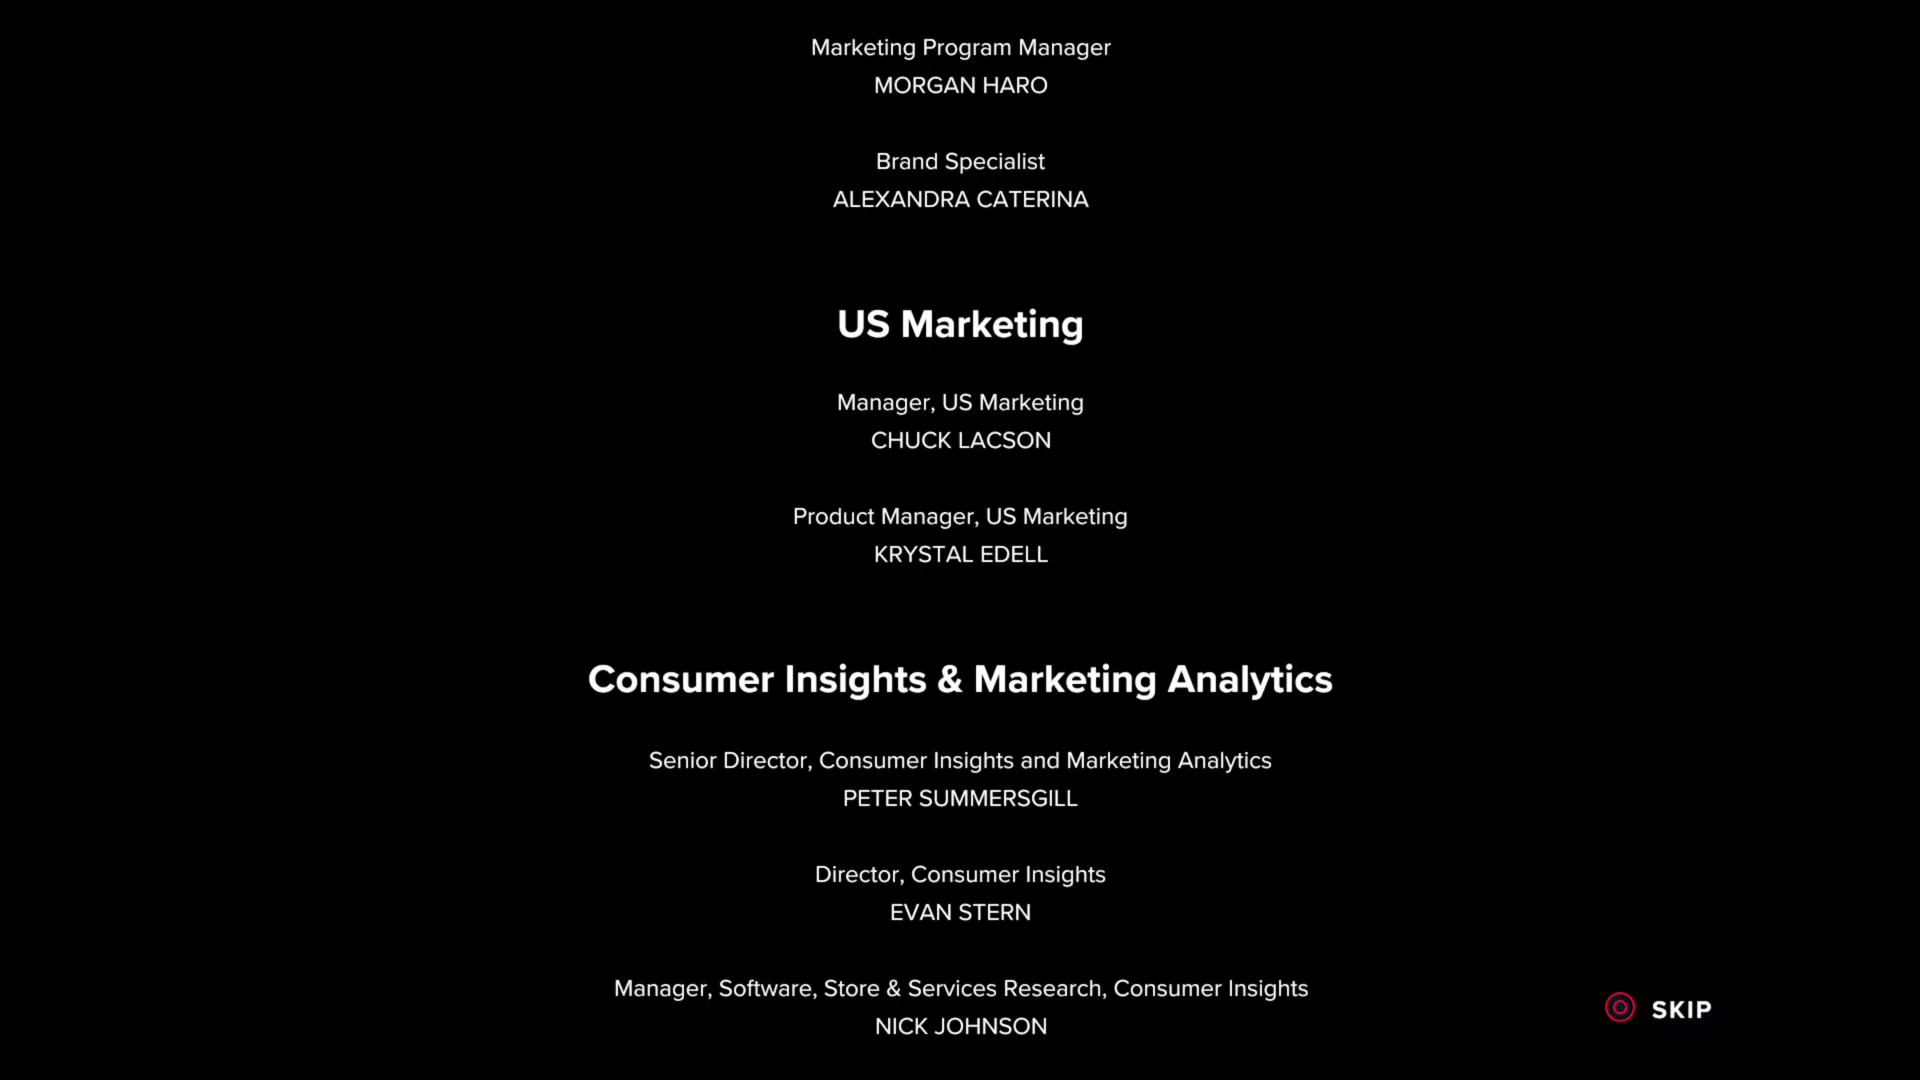 Marketing Program Manager
MORGAN HARO
Brand Specialist
ALEXANDRA CATERINA
US Marketing
Manager, US Marketing
CHUCK LACSON
Product Manager, US Marketing
KRYSTAL EDELL
Consumer Insights & Marketing Analytics
Senior Director, Consumer Insights and Marketing Analytics
PETER SUMMERSGILL
Director, Consumer Insights
EVAN STERN
Manager, Software, Store & Services Research, Consumer Insights
NICK JOHNSON
SKIP